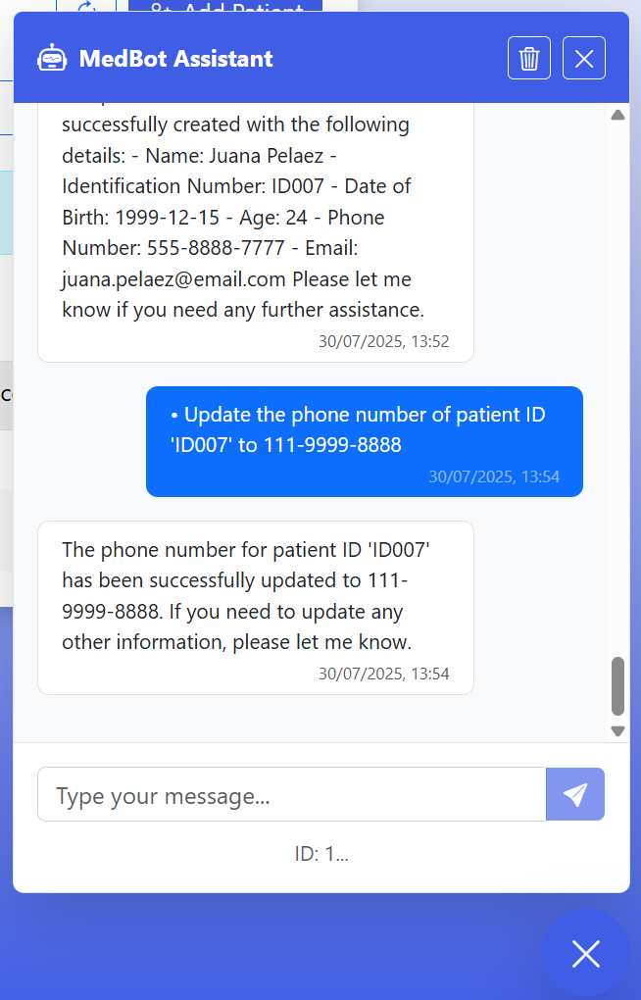 Add Patient
MedBot Assistant
successfully created with the following
details: - Name: Juana Pelaez -
Identification Number: ID007 - Date of
Birth: 1999-12-15 - Age: 24 - Phone
Number: 555-8888-7777 - Email:
juana.pelaez@email.com Please let me
know if you need any further assistance.
30/07/2025, 13:52
• Update the phone number of patient ID
'ID007' to 111-9999-8888
30/07/2025, 13:54
The phone number for patient ID 'ID007'
has been successfully updated to 111-
9999-8888. If you need to update any
other information, please let me know.
30/07/2025, 13:54
Type your message...
ID: 1...